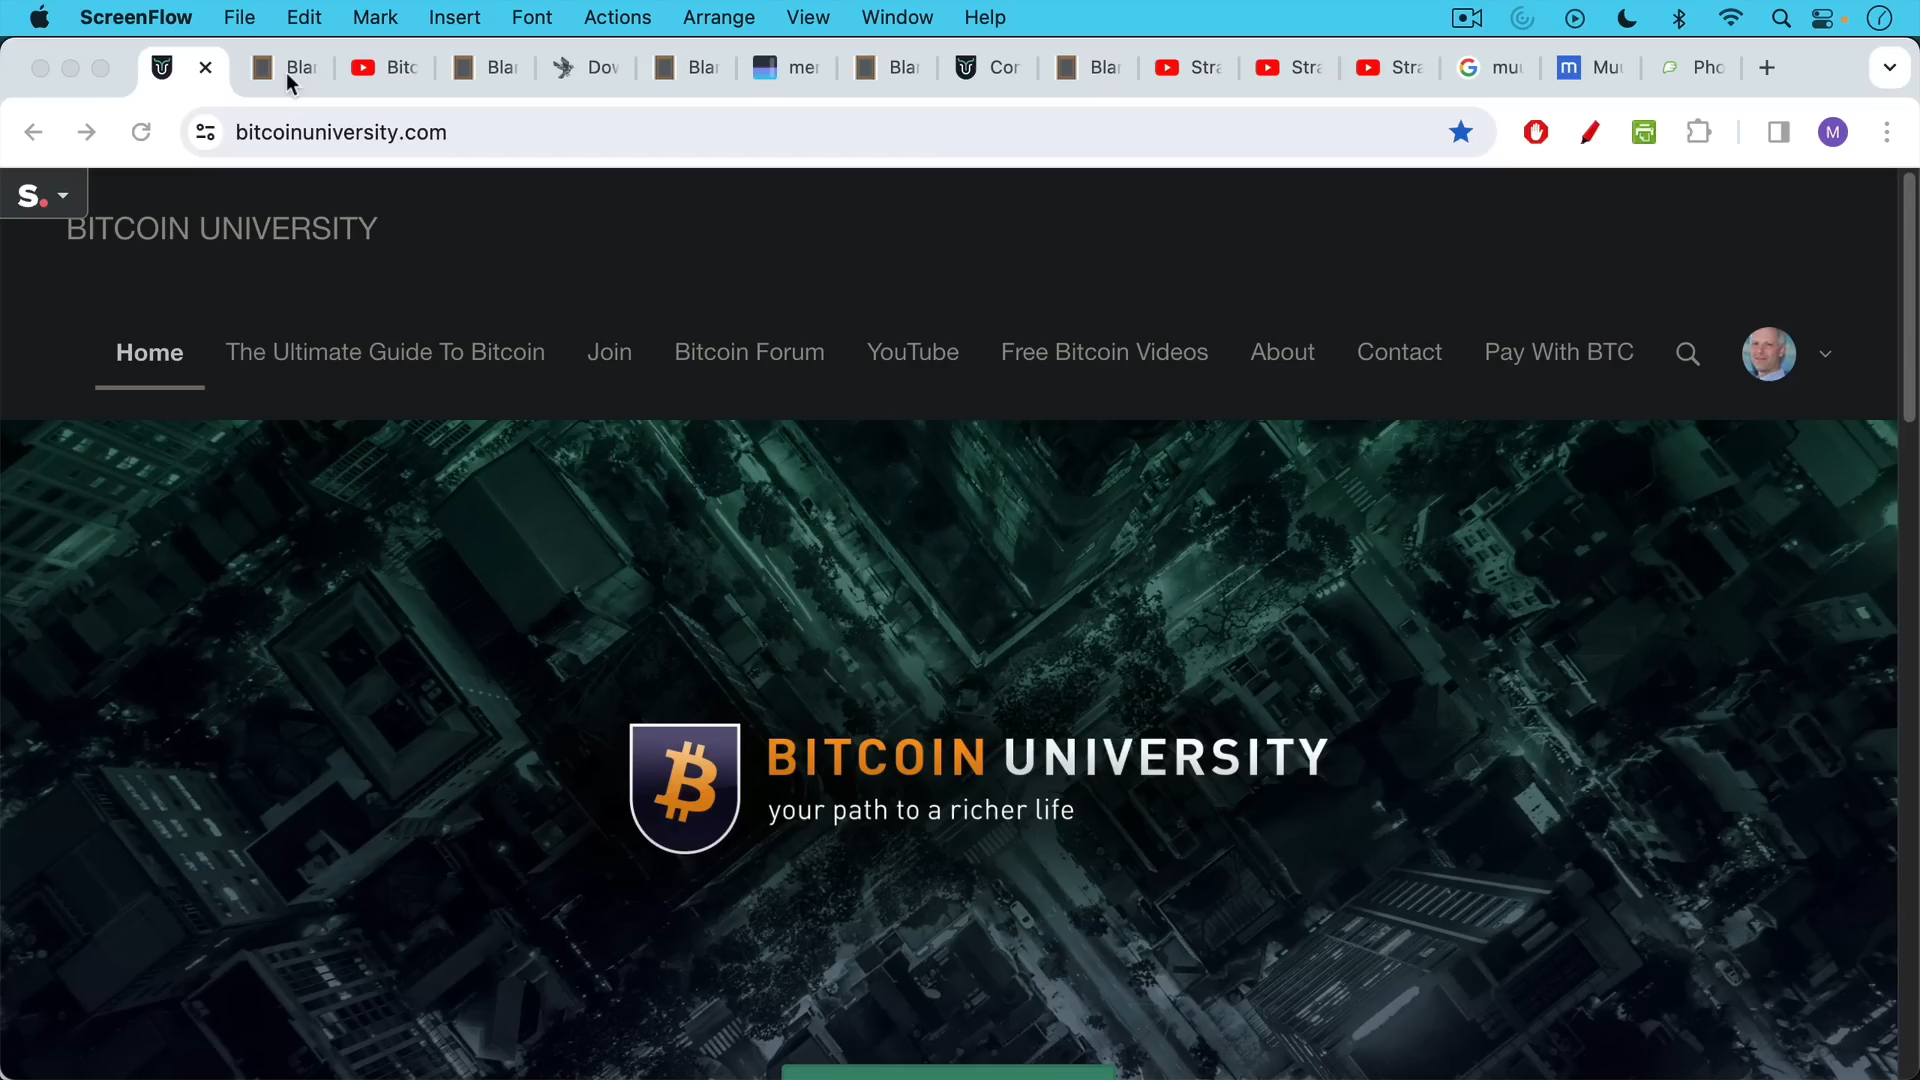 ScreenFlow File Edit Mark Insert Font Actions Arrange View Window Help
Bla Bitc Bla Dov Bla me Bla Cor Bla Stra Stra Stra mu Mu Pho
bitcoinuniversity.com
M
S.
BITCOIN UNIVERSITY
Home The Ultimate Guide To Bitcoin Join Bitcoin Forum YouTube Free Bitcoin Videos About Contact Pay With BTC
BITCOIN UNIVERSITY
your path to a richer life